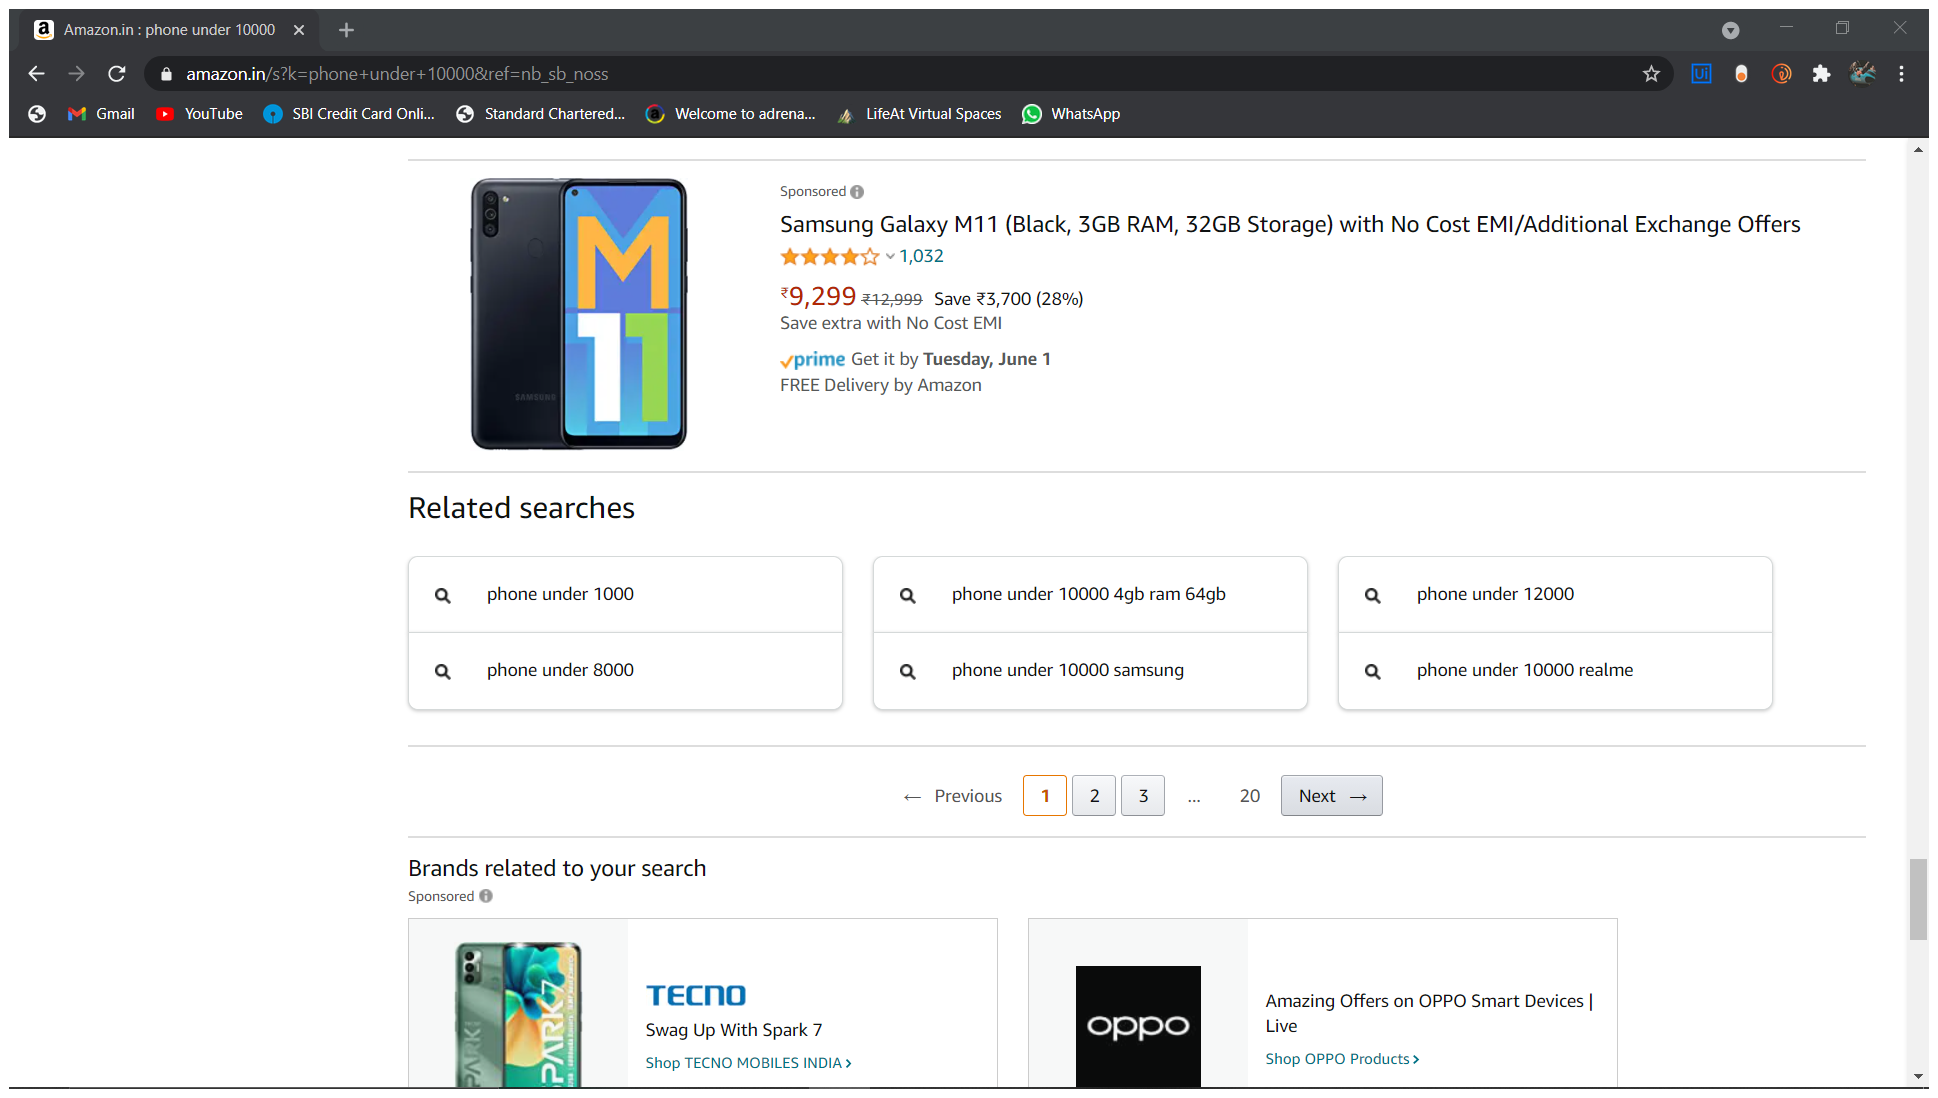 Amazon.in : phone under 10000
amazon.in/s?k=phone+under+10000&ref=nb_sb_noss
Gmail
YouTube
SBI Credit Card Onli...
Standard Chartered...
Welcome to adrena...
LifeAt Virtual Spaces
WhatsApp
Sponsored
Samsung Galaxy M11 (Black, 3GB RAM, 32GB Storage) with No Cost EMI/Additional Exchange Offers
1,032
₹9,299 ₹12,999 Save ₹3,700 (28%)
Save extra with No Cost EMI
prime Get it by Tuesday, June 1
FREE Delivery by Amazon
M
11
SAMSUNG
Related searches
phone under 1000
phone under 10000 4gb ram 64gb
phone under 12000
phone under 8000
phone under 10000 samsung
phone under 10000 realme
← Previous 1 2 3 ... 20 Next →
Brands related to your search
Sponsored
SPARK 7
TECNO
Swag Up With Spark 7
Shop TECNO MOBILES INDIA ›
oppo
Amazing Offers on OPPO Smart Devices |
Live
Shop OPPO Products ›